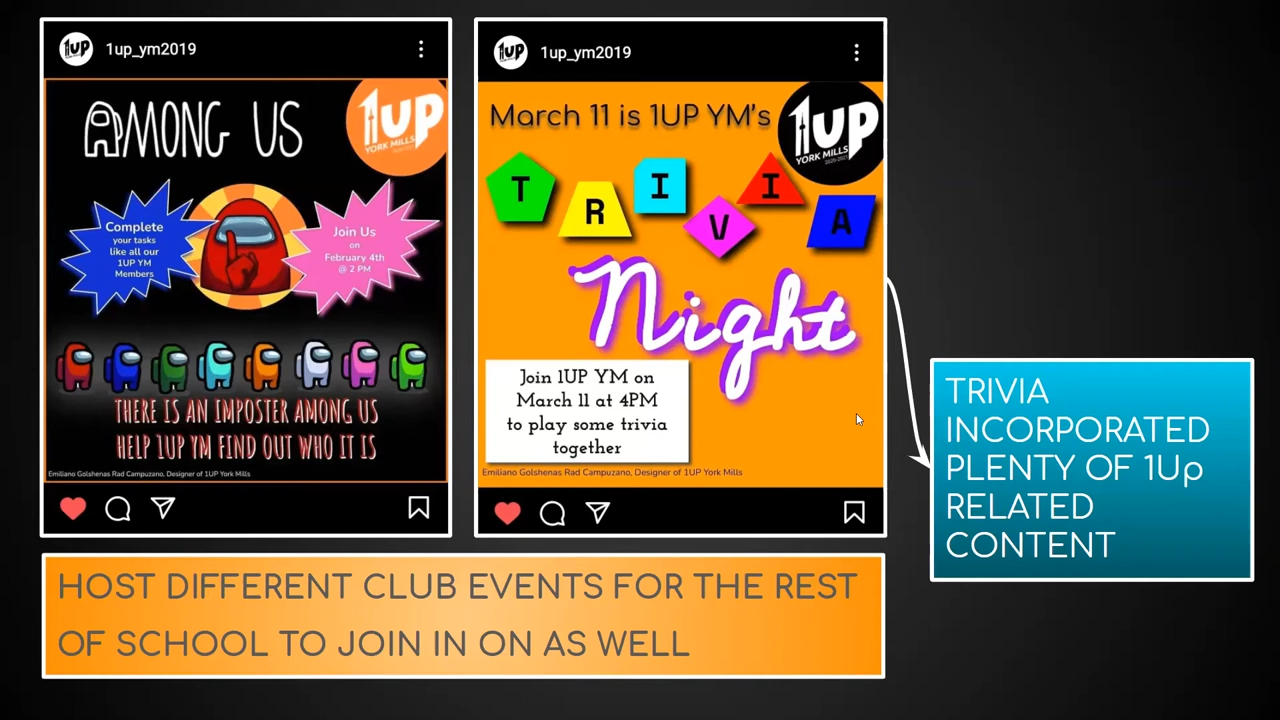 1UP
1up_ym2019
AMONG US
1UP
YORK MILLS
Complete
your tasks
like all our
1UP YM
Members
Join Us
on
February 4th
@ 2 PM
THERE IS AN IMPOSTER AMONG US
HELP 1UP YM FIND OUT WHO IT IS
Emiliano Golshenas Rad Campuzano, Designer of 1UP York Mills
1UP
1up_ym2019
March 11 is 1UP YM's
1UP
YORK MILLS
2020-2021
TRIVIA
Night
Join 1UP YM on
March 11 at 4PM
to play some trivia
together
Emiliano Golshenas Rad Campuzano, Designer of 1UP York Mills
TRIVIA
INCORPORATED
PLENTY OF 1Up
RELATED
CONTENT
HOST DIFFERENT CLUB EVENTS FOR THE REST
OF SCHOOL TO JOIN IN ON AS WELL